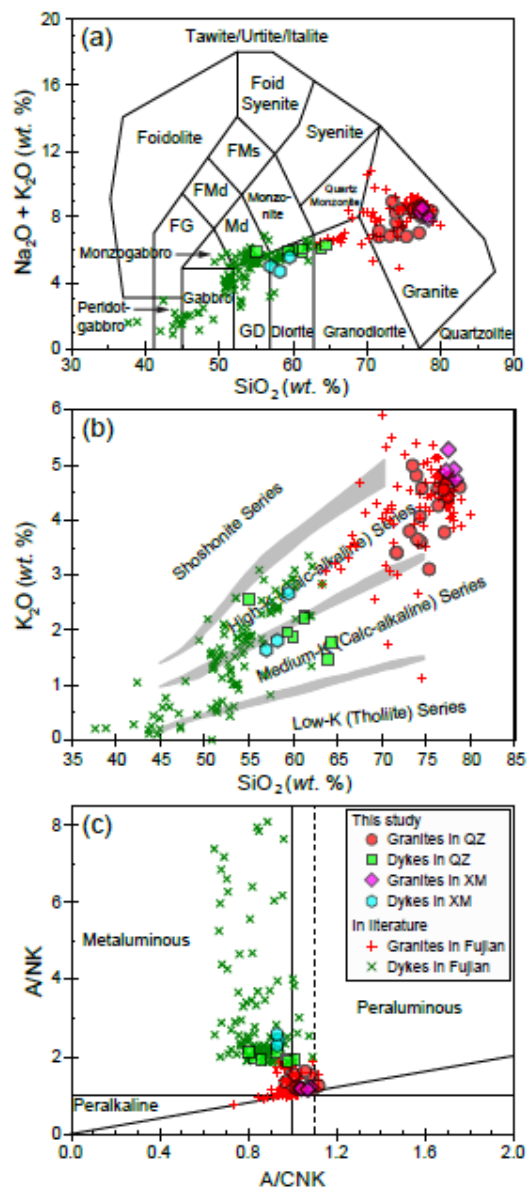 (a)
Tawite/Urtite/Italite
Foid
Syenite
Foidolite
Syenite
FMs
FMd
Monzo-
nite
Quartz
Monzonite
FG
Md
Monzogabbro
Peridot-
gabbro
Gabbro
GD
Diorite
Granodiorite
Granite
Quartzolite
Na₂O + K₂O (wt. %)
0
4
8
12
16
20
30
40
50
60
70
80
90
SiO₂(wt. %)
(b)
Shoshonite Series
High-K (Calc-alkaline) Series
Medium-K (Calc-alkaline) Series
Low-K (Tholiite) Series
K₂O (wt. %)
0
1
2
3
4
5
6
35
40
45
50
55
60
65
70
75
80
85
SiO₂(wt. %)
(c)
This study
Granites in QZ
Dykes in QZ
Granites in XM
Dykes in XM
In literature
Granites in Fujian
Dykes in Fujian
Metaluminous
Peraluminous
Peralkaline
A/NK
0
2
4
6
8
0.0
0.4
0.8
1.2
1.6
2.0
A/CNK